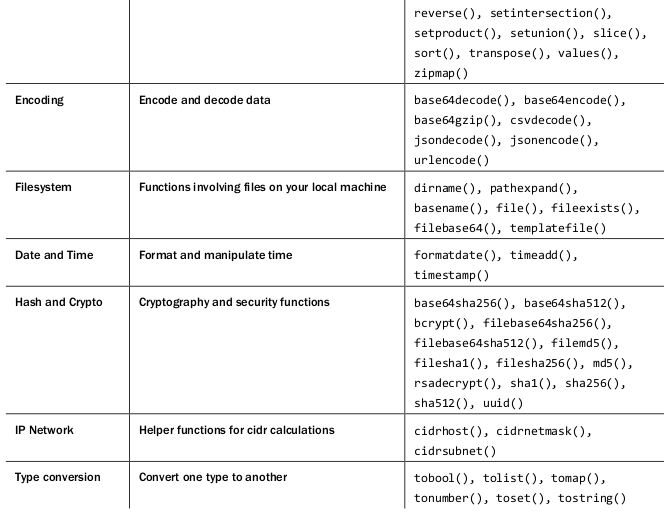 reverse(), setintersection(),
setproduct(), setunion(), slice(),
sort(), transpose(), values(),
zipmap()
Encoding
Encode and decode data
base64decode(), base64encode(),
base64gzip(), csvdecode(),
jsondecode(), jsonencode(),
urlencode()
Filesystem
Functions involving files on your local machine
dirname(), pathexpand(),
basename(), file(), fileexists(),
filebase64(), templatefile()
Date and Time
Format and manipulate time
formatdate(), timeadd(),
timestamp()
Hash and Crypto
Cryptography and security functions
base64sha256(), base64sha512(),
bcrypt(), filebase64sha256(),
filebase64sha512(), filemd5(),
filesha1(), filesha256(), md5(),
rsadecrypt(), sha1(), sha256(),
sha512(), uuid()
IP Network
Helper functions for cidr calculations
cidrhost(), cidrnetmask(),
cidrsubnet()
Type conversion
Convert one type to another
tobool(), tolist(), tomap(),
tonumber(), toset(), tostring()